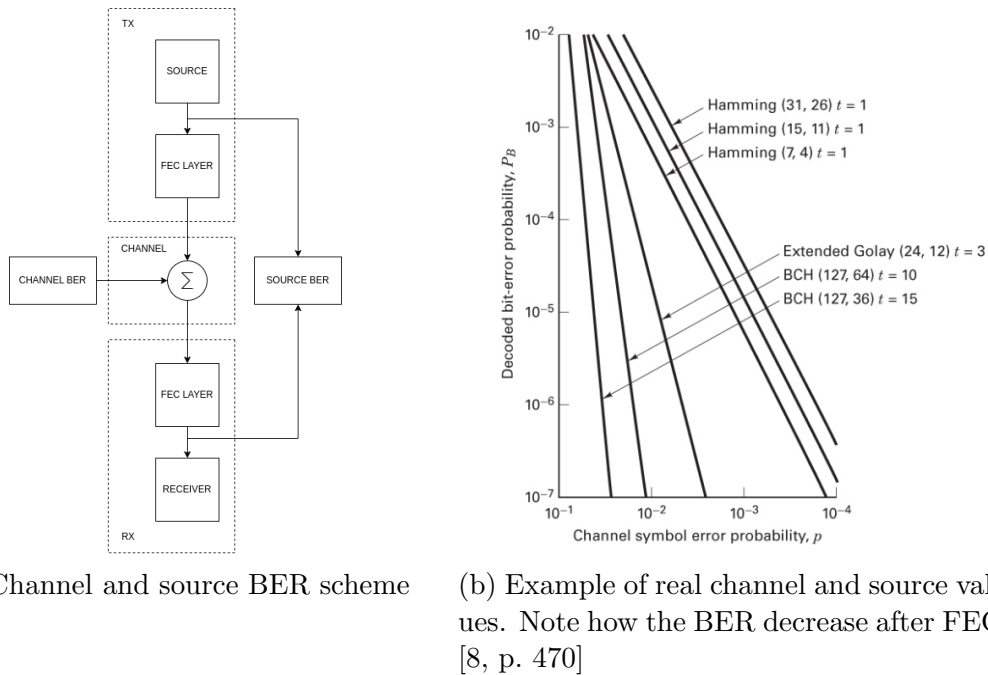 TX
SOURCE
FEC LAYER
CHANNEL
CHANNEL BER
Σ
SOURCE BER
FEC LAYER
RECEIVER
RX
Channel and source BER scheme
Decoded bit-error probability, P_B
10^−2
10^−3
10^−4
10^−5
10^−6
10^−7
Hamming (31, 26) t = 1
Hamming (15, 11) t = 1
Hamming (7, 4) t = 1
Extended Golay (24, 12) t = 3
BCH (127, 64) t = 10
BCH (127, 36) t = 15
10^−1 10^−2 10^−3 10^−4
Channel symbol error probability, p
(b) Example of real channel and source val
ues. Note how the BER decrease after FEC
[8, p. 470]